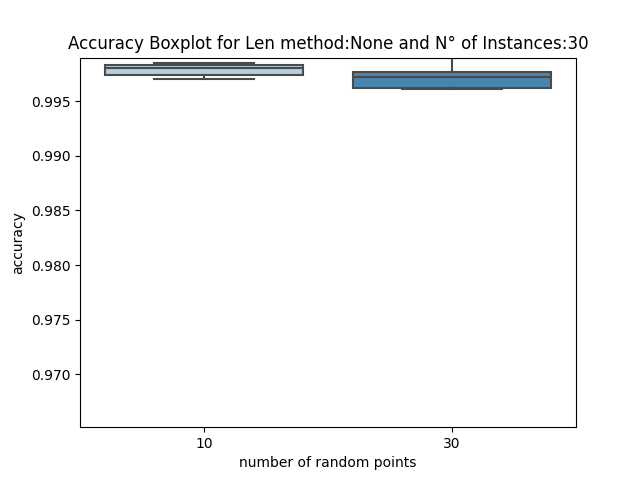 Accuracy Boxplot for Len method:None and N° of Instances:30
0.995
0.990
0.985
0.980
0.975
0.970
accuracy
10 30
number of random points